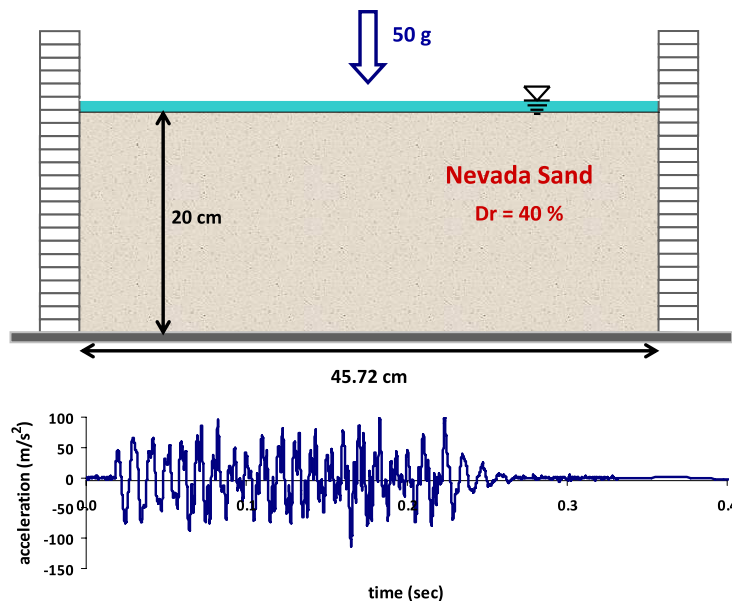 50 g
Nevada Sand
Dr = 40 %
20 cm
45.72 cm
acceleration (m/s²)
100
50
0
-50
-100
-150
0.0
0.1
0.2
0.3
0.4
time (sec)